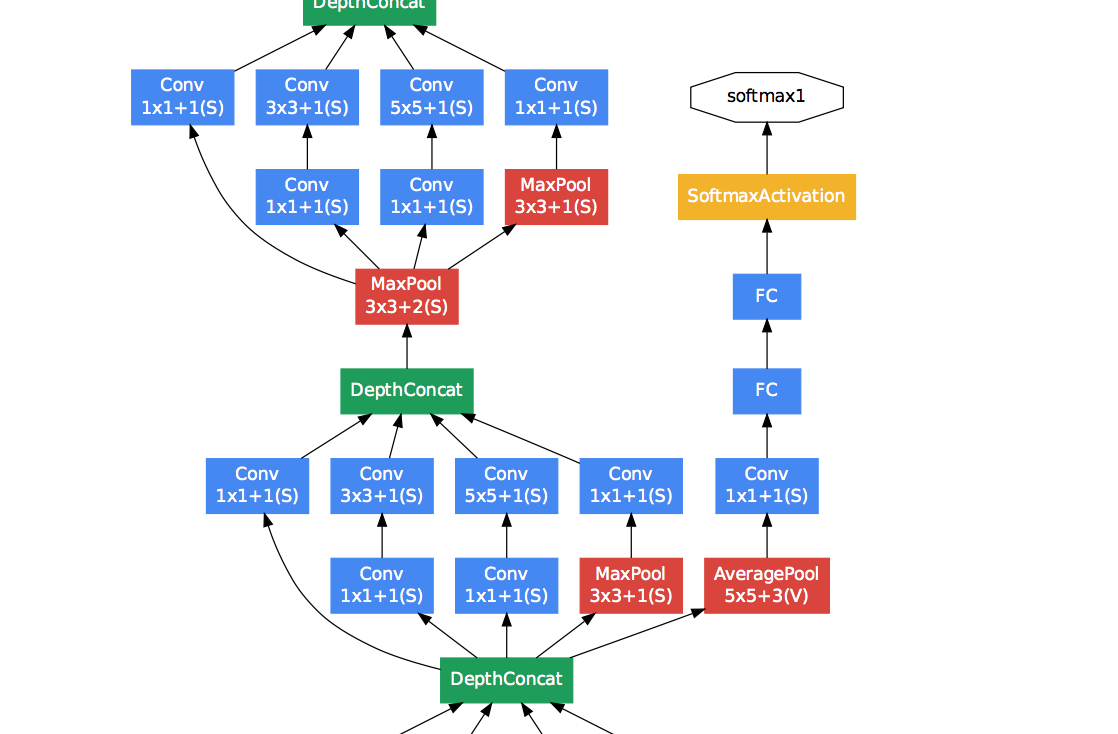 DepthConcat
Conv
1x1+1(S)
Conv
3x3+1(S)
Conv
5x5+1(S)
Conv
1x1+1(S)
softmax1
Conv
1x1+1(S)
Conv
1x1+1(S)
MaxPool
3x3+1(S)
SoftmaxActivation
MaxPool
3x3+2(S)
FC
DepthConcat
FC
Conv
1x1+1(S)
Conv
3x3+1(S)
Conv
5x5+1(S)
Conv
1x1+1(S)
Conv
1x1+1(S)
Conv
1x1+1(S)
Conv
1x1+1(S)
MaxPool
3x3+1(S)
AveragePool
5x5+3(V)
DepthConcat